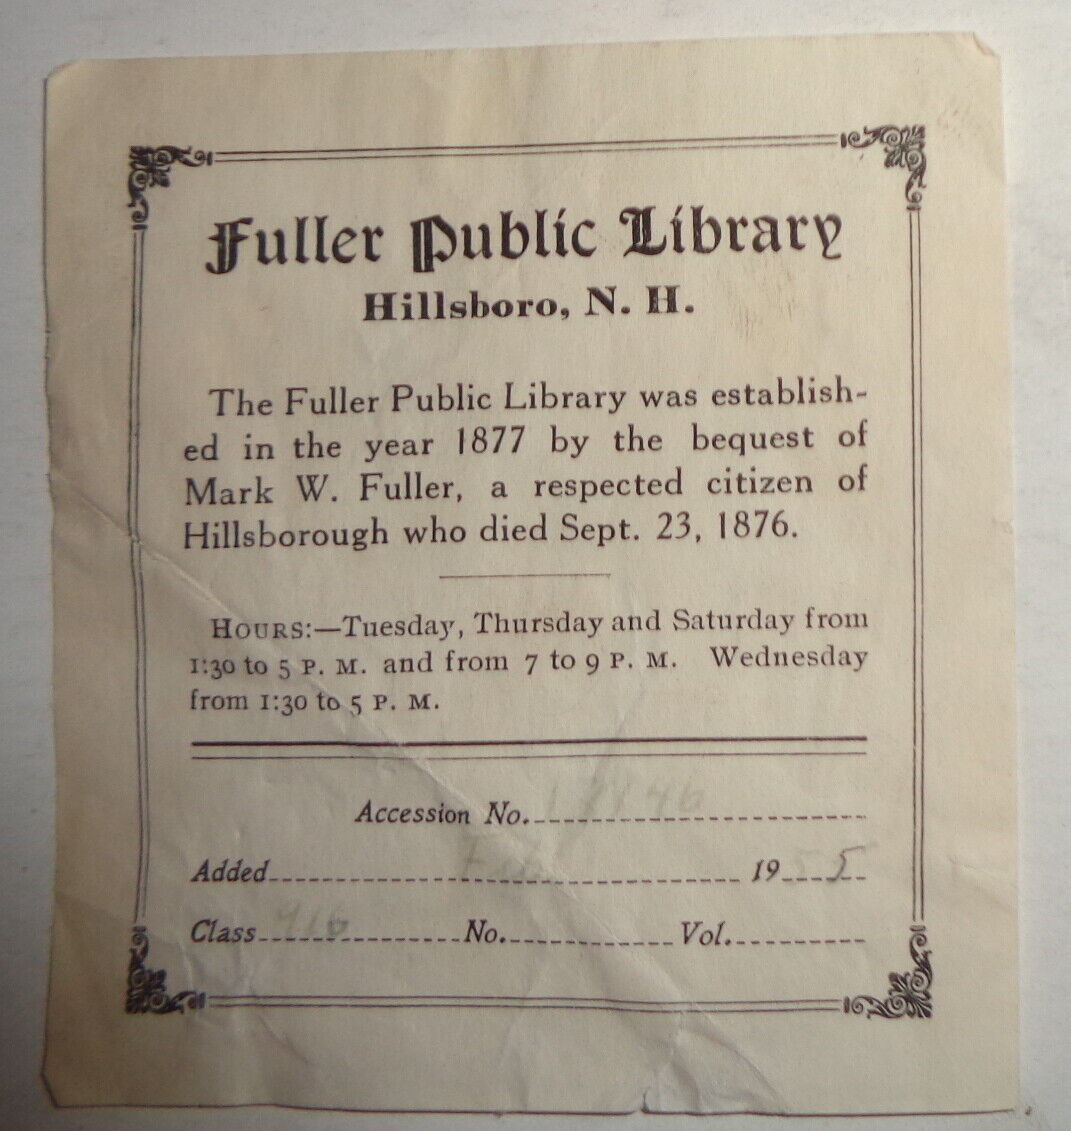 Fuller Public Library
Hillsboro, N. H.
The Fuller Public Library was establish-
ed in the year 1877 by the bequest of
Mark W. Fuller, a respected citizen of
Hillsborough who died Sept. 23, 1876.
HOURS:—Tuesday, Thursday and Saturday from
1:30 to 5 P. M. and from 7 to 9 P. M. Wednesday
from 1:30 to 5 P. M.
Accession No.
Added 19 5
Class 916 No. Vol.